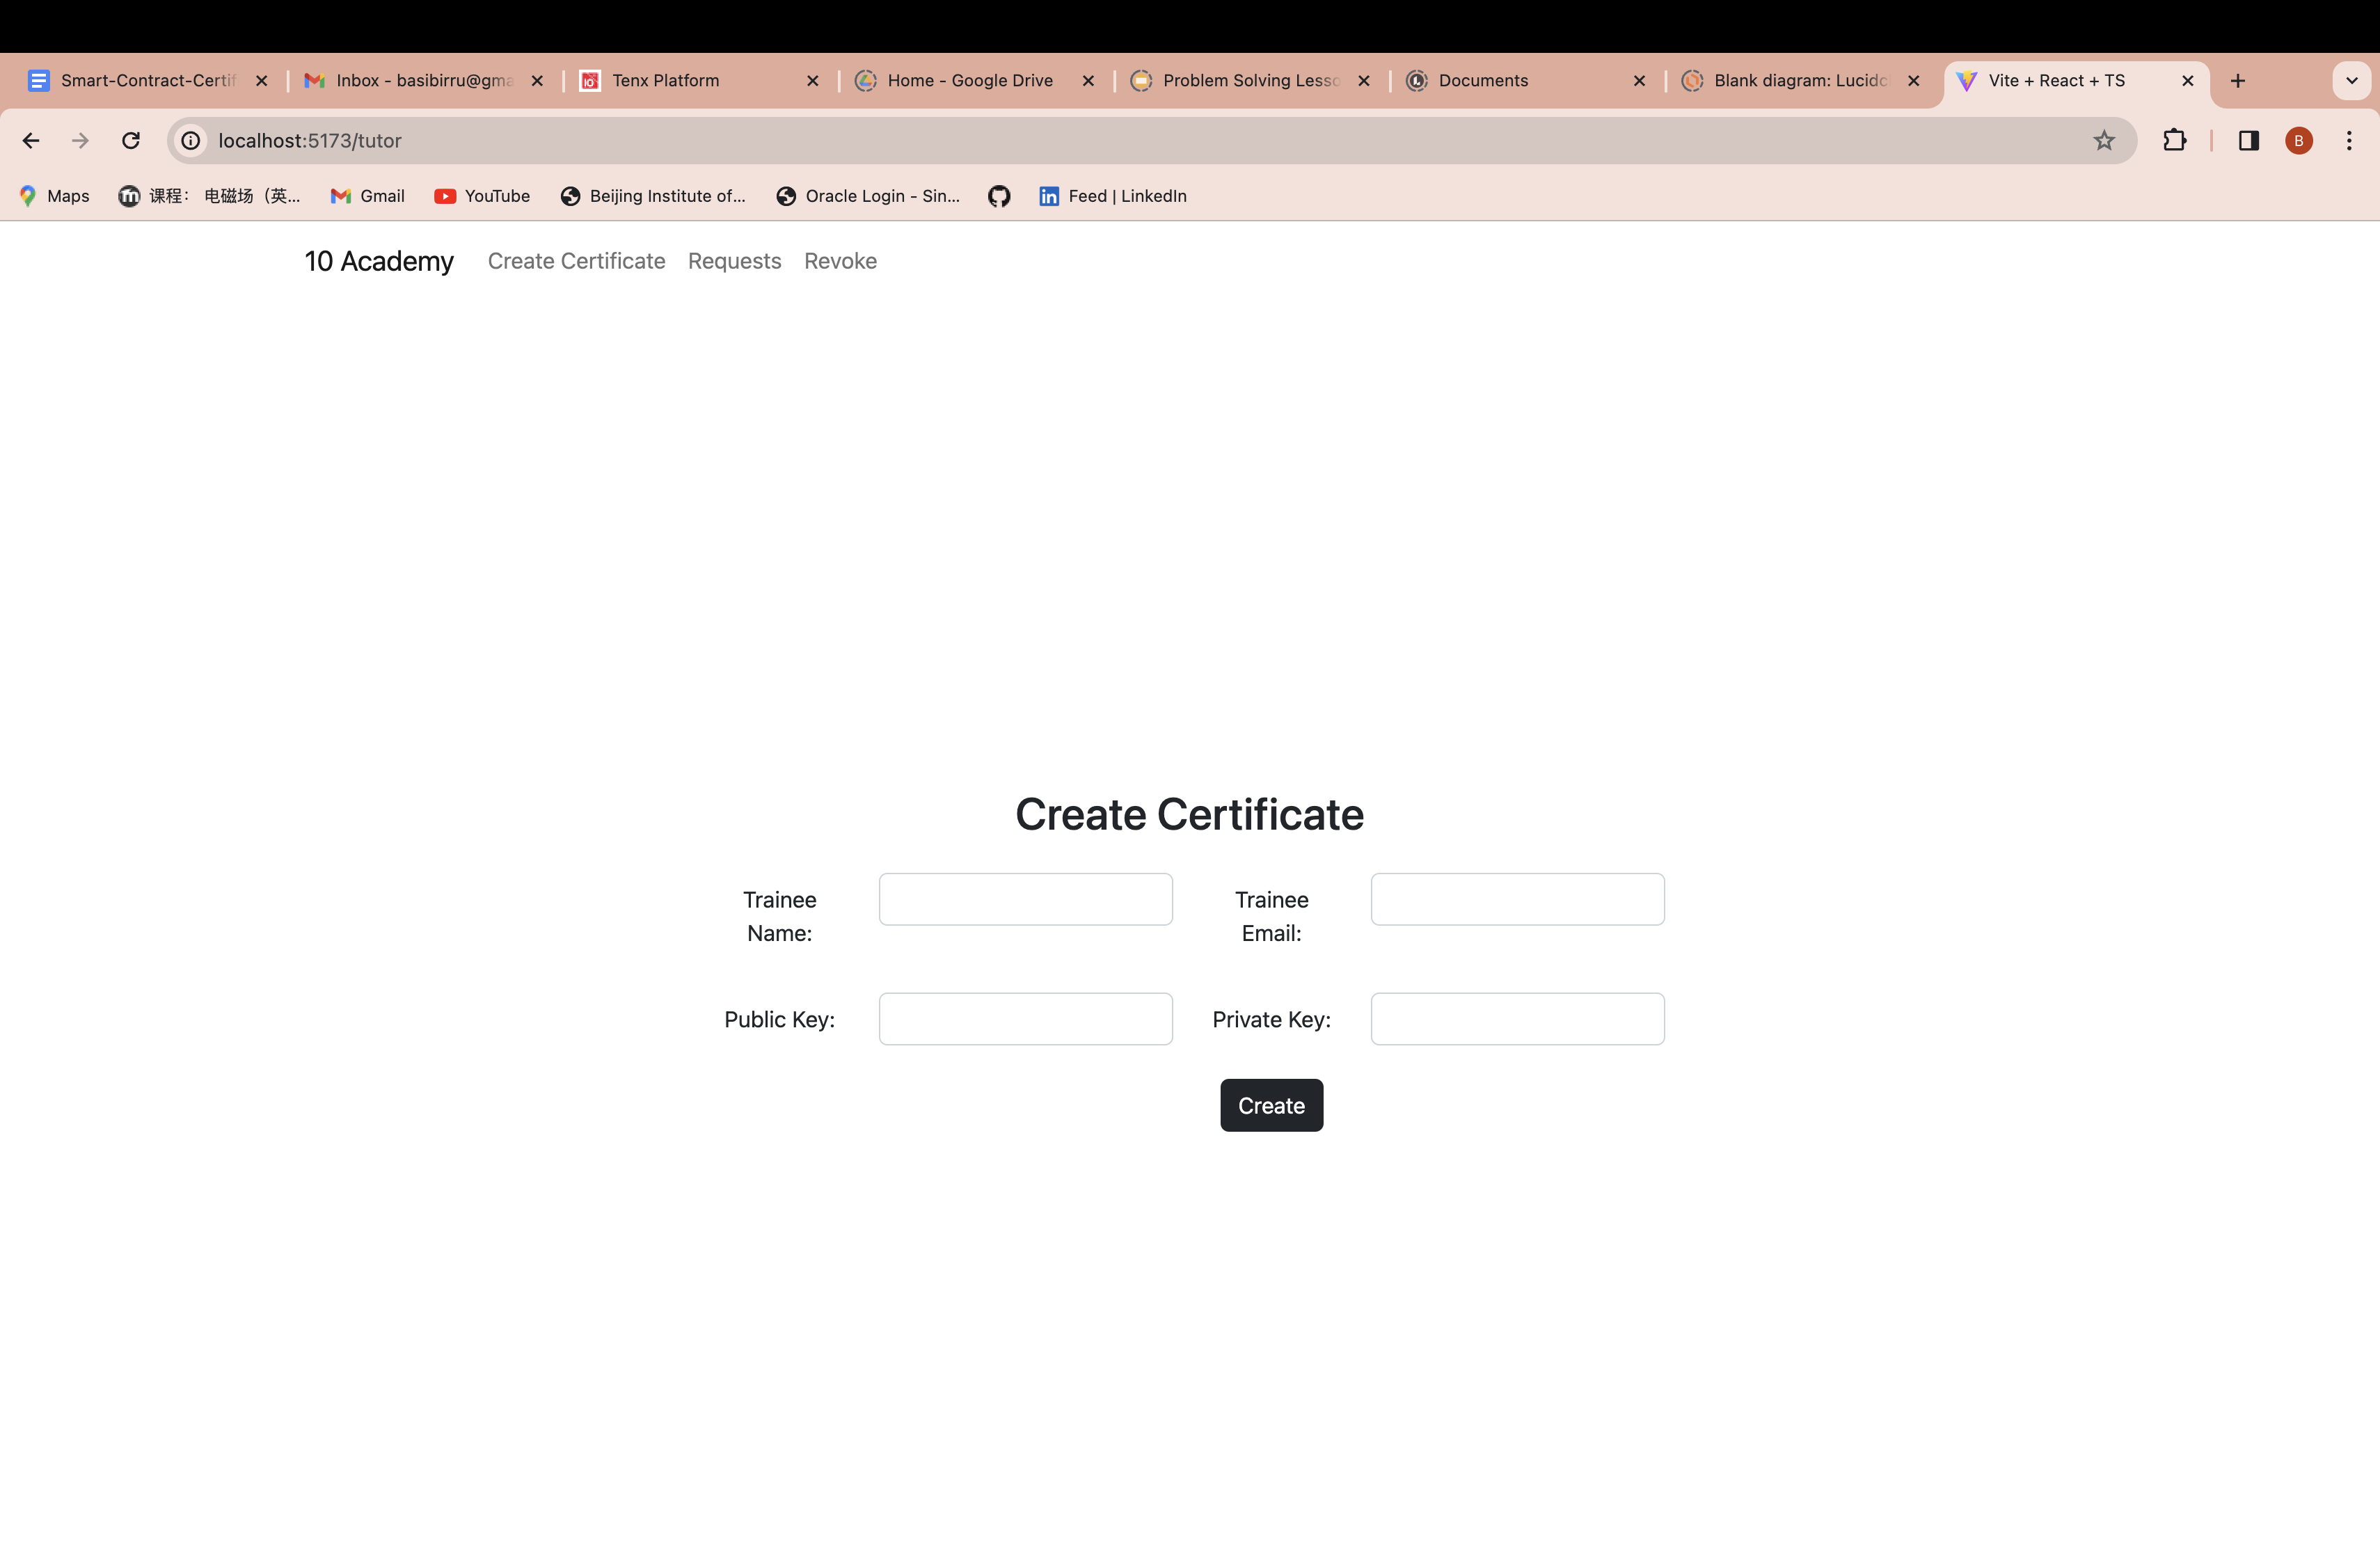 Smart-Contract-Certif
Inbox - basibirru@gma
Tenx Platform
Home - Google Drive
Problem Solving Lesso
Documents
Blank diagram: Lucidc
Vite + React + TS
localhost:5173/tutor
B
Maps
课程： 电磁场（英...
Gmail
YouTube
Beijing Institute of...
Oracle Login - Sin...
Feed | LinkedIn
10 Academy
Create Certificate
Requests
Revoke
Create Certificate
Trainee
Name:
Trainee
Email:
Public Key:
Private Key:
Create